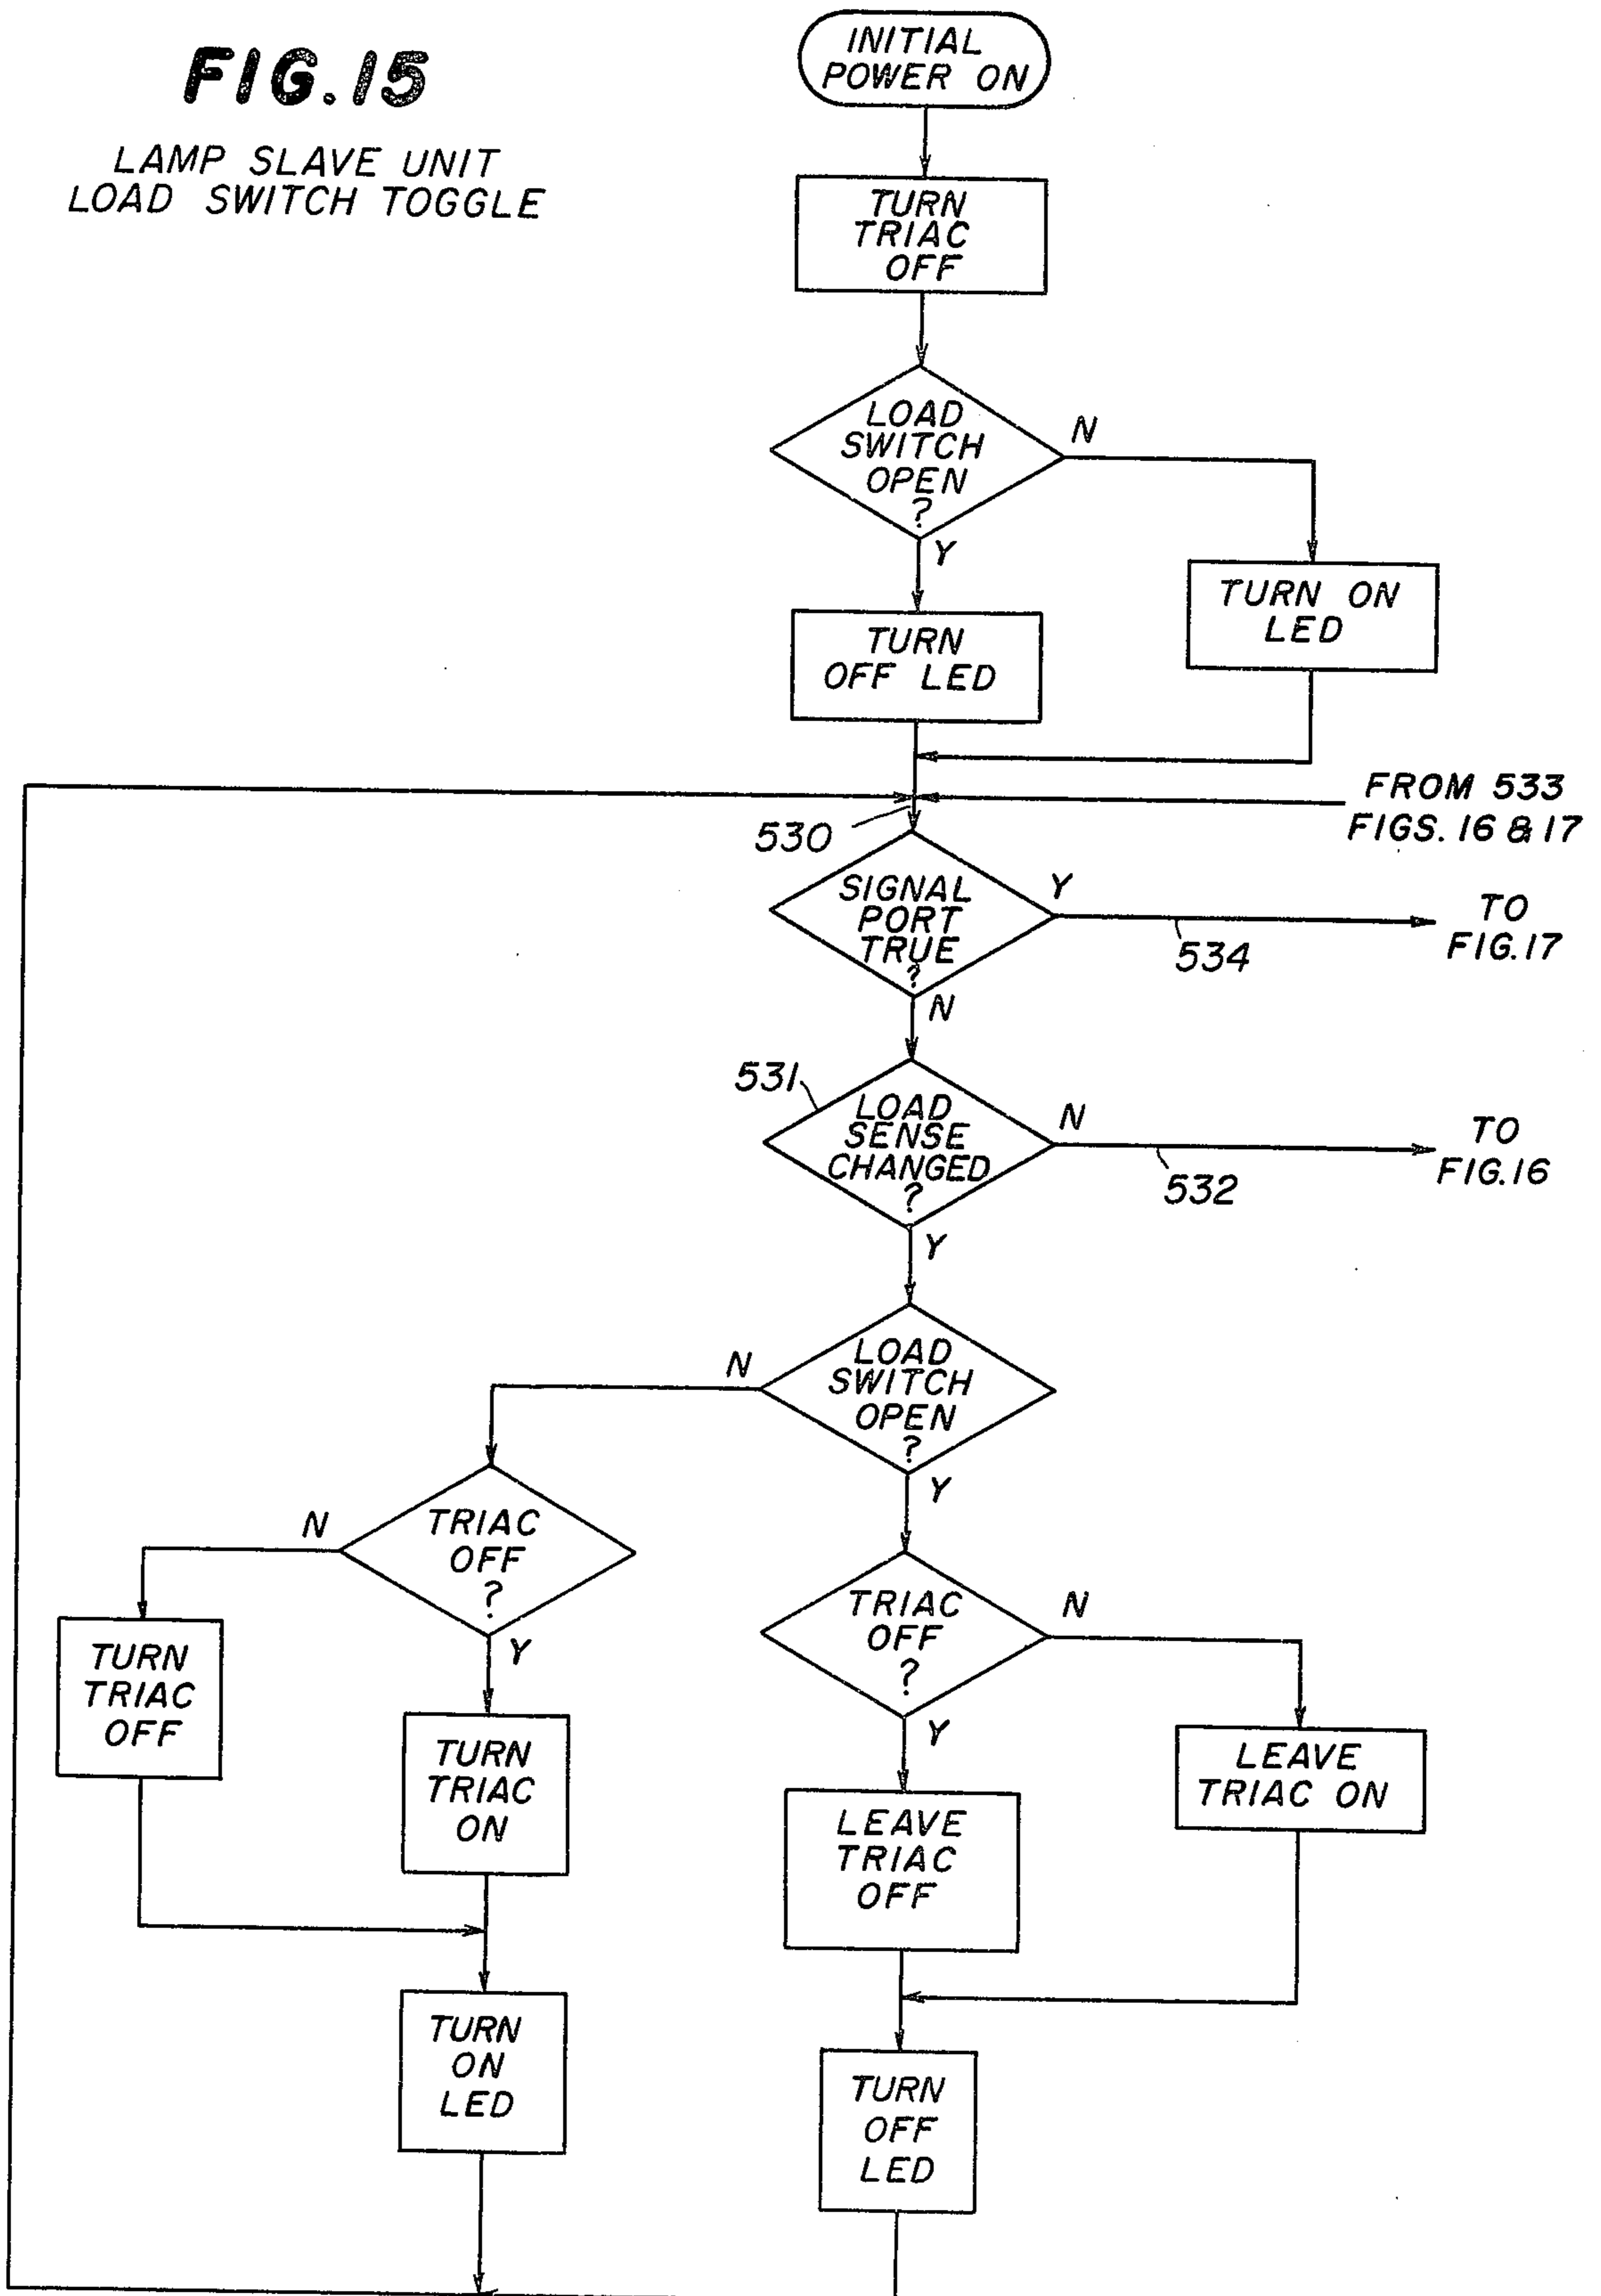 FIG. 15
LAMP SLAVE UNIT
LOAD SWITCH TOGGLE
INITIAL
POWER ON
TURN
TRIAC
OFF
LOAD
SWITCH
OPEN
?
N
Y
TURN ON
LED
TURN
OFF LED
FROM 533
FIGS. 16 & 17
530
SIGNAL
PORT
TRUE
?
Y
TO
FIG. 17
534
N
531
LOAD
SENSE
CHANGED
?
N
TO
FIG. 16
532
Y
LOAD
SWITCH
OPEN
?
N
Y
TRIAC
OFF
?
N
Y
TRIAC
OFF
?
N
Y
TURN
TRIAC
OFF
TURN
TRIAC
ON
LEAVE
TRIAC ON
LEAVE
TRIAC
OFF
TURN
ON
LED
TURN
OFF
LED